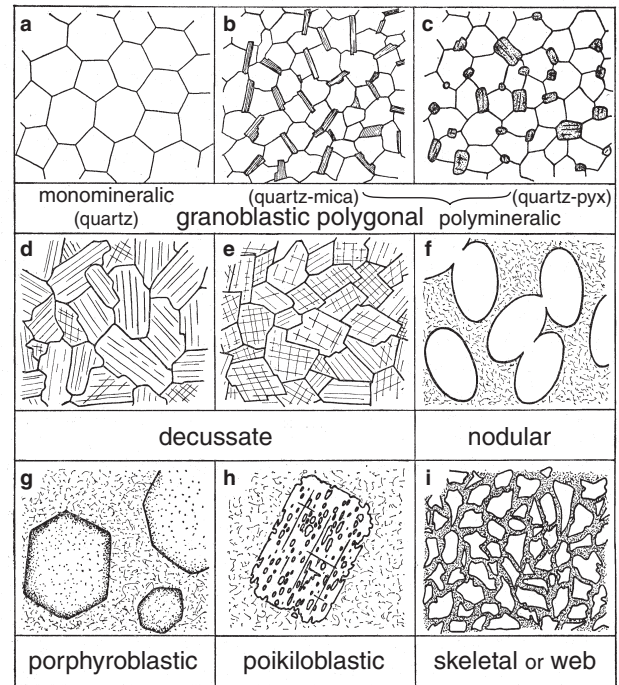 a b c
monomineralic (quartz-mica) (quartz-pyx)
(quartz) granoblastic polygonal polymineralic
d e f
decussate nodular
g h i
porphyroblastic poikiloblastic skeletal or web